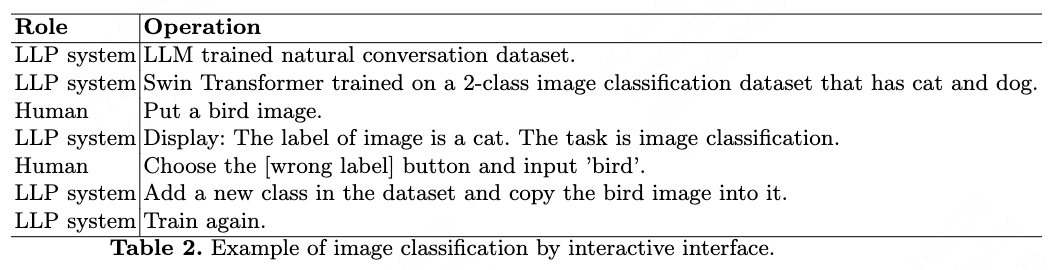 Role Operation
LLP system LLM trained natural conversation dataset.
LLP system Swin Transformer trained on a 2-class image classification dataset that has cat and dog.
Human Put a bird image.
LLP system Display: The label of image is a cat. The task is image classification.
Human Choose the [wrong label] button and input ’bird’.
LLP system Add a new class in the dataset and copy the bird image into it.
LLP system Train again.
Table 2. Example of image classification by interactive interface.